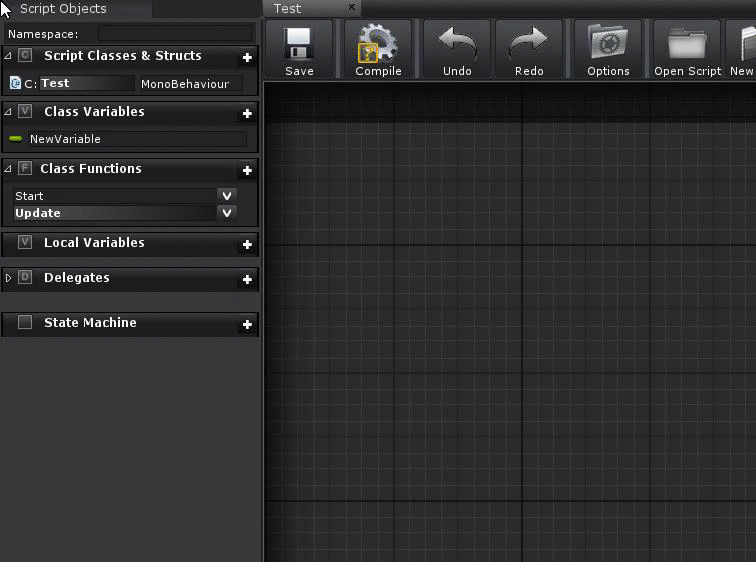 Script Objects
Namespace:
C Script Classes & Structs +
C: Test MonoBehaviour
V Class Variables +
NewVariable
F Class Functions +
Start V
Update V
V Local Variables +
D Delegates +
State Machine +
Test ×
Save Compile Undo Redo Options Open Script New